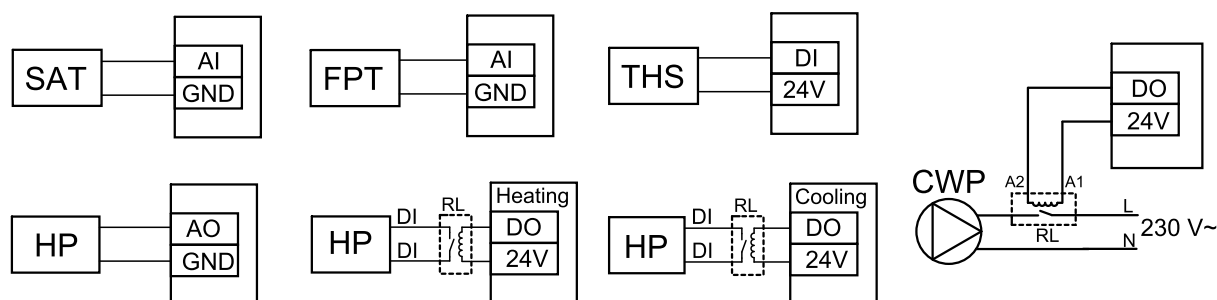 SAT
AI
GND
FPT
AI
GND
THS
DI
24V
DO
24V
CWP
A2
A1
L
RL
N
230 V~
HP
AO
GND
HP
DI
DI
RL
Heating
DO
24V
HP
DI
DI
RL
Cooling
DO
24V